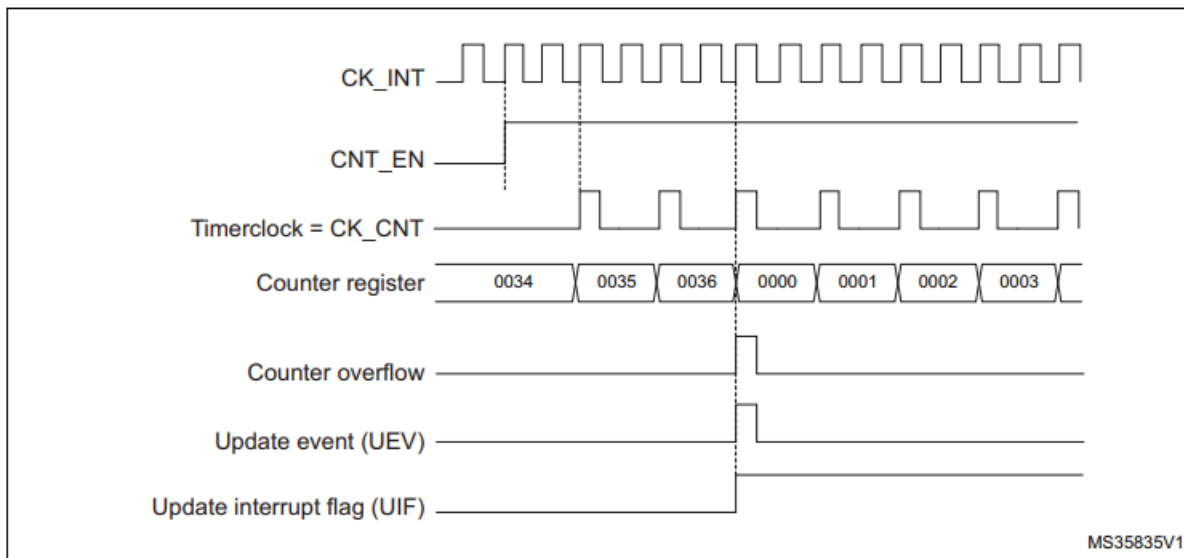 CK_INT
CNT_EN
Timerclock = CK_CNT
Counter register 0034 0035 0036 0000 0001 0002 0003
Counter overflow
Update event (UEV)
Update interrupt flag (UIF)
MS35835V1